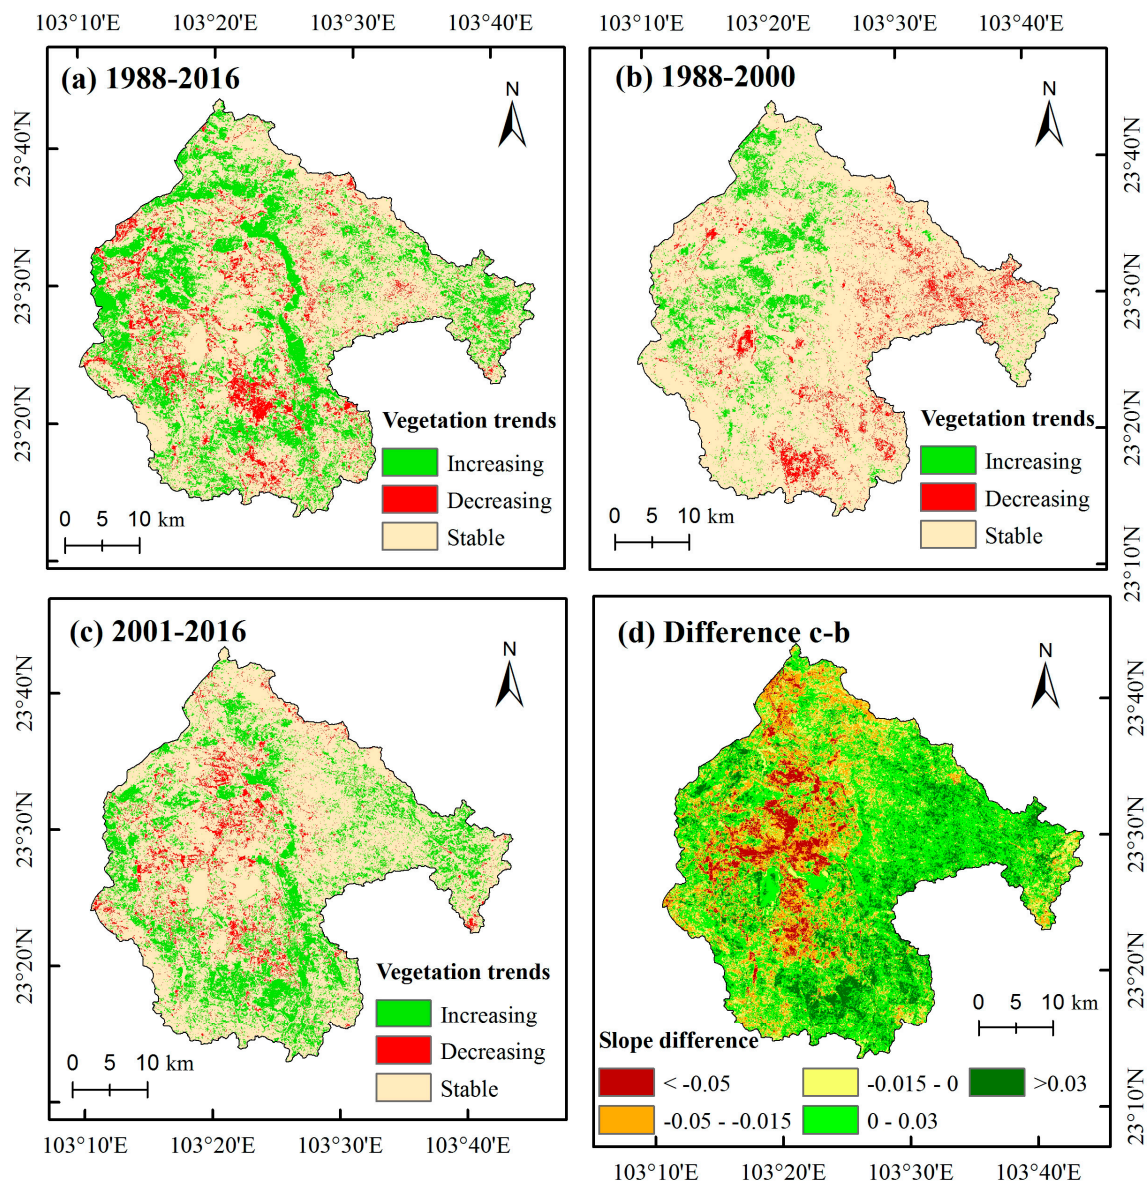 103°10'E 103°20'E 103°30'E 103°40'E 103°10'E 103°20'E 103°30'E 103°40'E
(a) 1988-2016
N
23°40'N
23°30'N
23°20'N
Vegetation trends
Increasing
Decreasing
Stable
0 5 10 km
(b) 1988-2000
N
23°40'N
23°30'N
23°20'N
23°10'N
Vegetation trends
Increasing
Decreasing
Stable
0 5 10 km
(c) 2001-2016
N
23°40'N
23°30'N
23°20'N
Vegetation trends
Increasing
Decreasing
Stable
0 5 10 km
103°10'E 103°20'E 103°30'E 103°40'E
(d) Difference c-b
N
23°40'N
23°30'N
23°20'N
23°10'N
0 5 10 km
Slope difference
< -0.05 -0.015 - 0 >0.03
-0.05 - -0.015 0 - 0.03
103°10'E 103°20'E 103°30'E 103°40'E